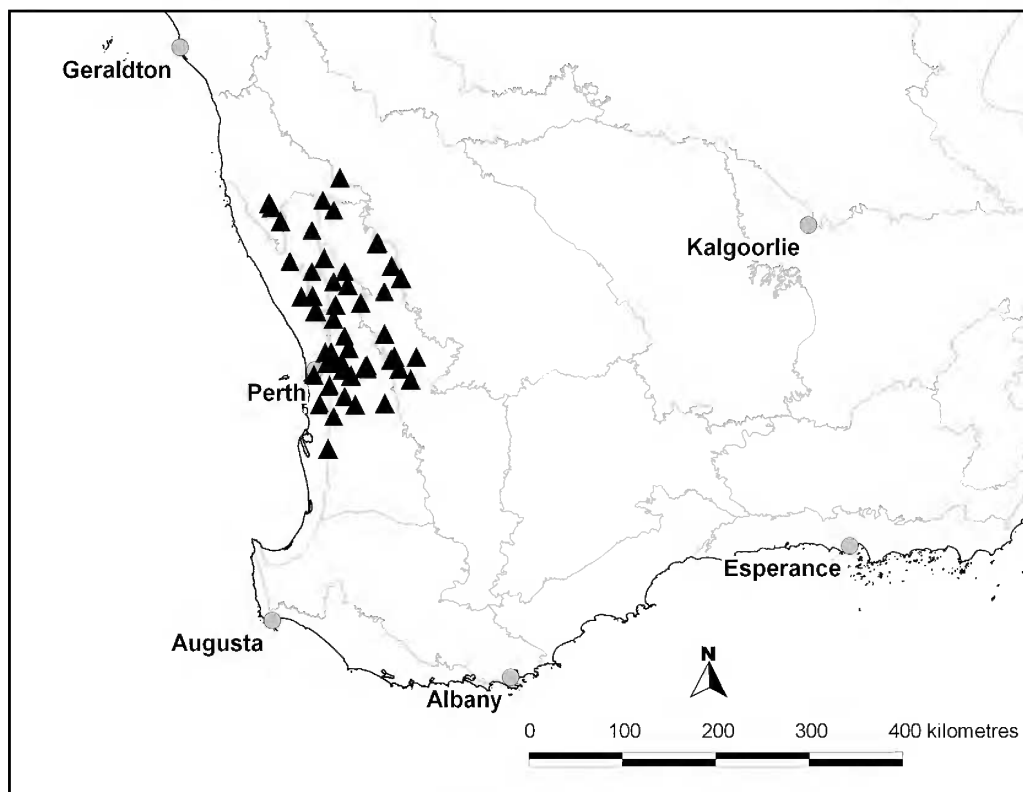 Geraldton
Kalgoorlie
Perth
Esperance
Augusta
N
Albany
0 100 200 300 400 kilometres